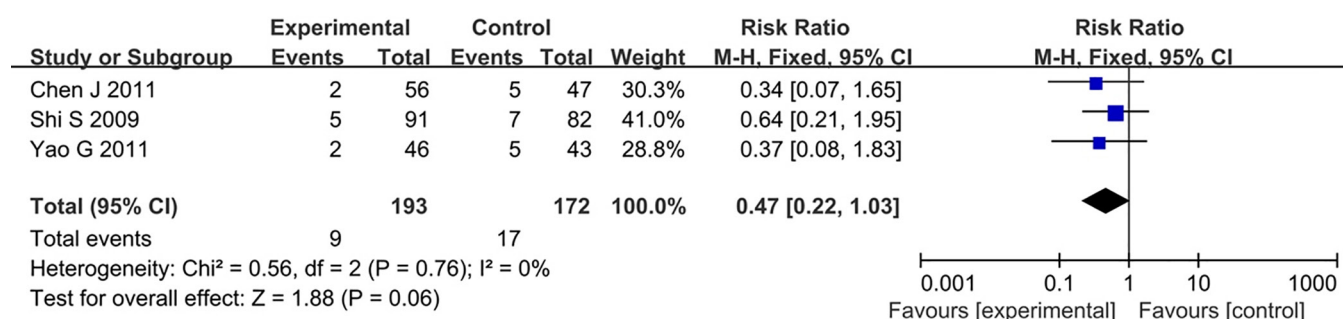 Experimental Control Risk Ratio Risk Ratio
Study or Subgroup Events Total Events Total Weight M-H, Fixed, 95% CI M-H, Fixed, 95% CI
Chen J 2011 2 56 5 47 30.3% 0.34 [0.07, 1.65]
Shi S 2009 5 91 7 82 41.0% 0.64 [0.21, 1.95]
Yao G 2011 2 46 5 43 28.8% 0.37 [0.08, 1.83]
Total (95% CI) 193 172 100.0% 0.47 [0.22, 1.03]
Total events 9 17
Heterogeneity: Chi² = 0.56, df = 2 (P = 0.76); I² = 0%
Test for overall effect: Z = 1.88 (P = 0.06)
0.001 0.1 1 10 1000
Favours [experimental] Favours [control]